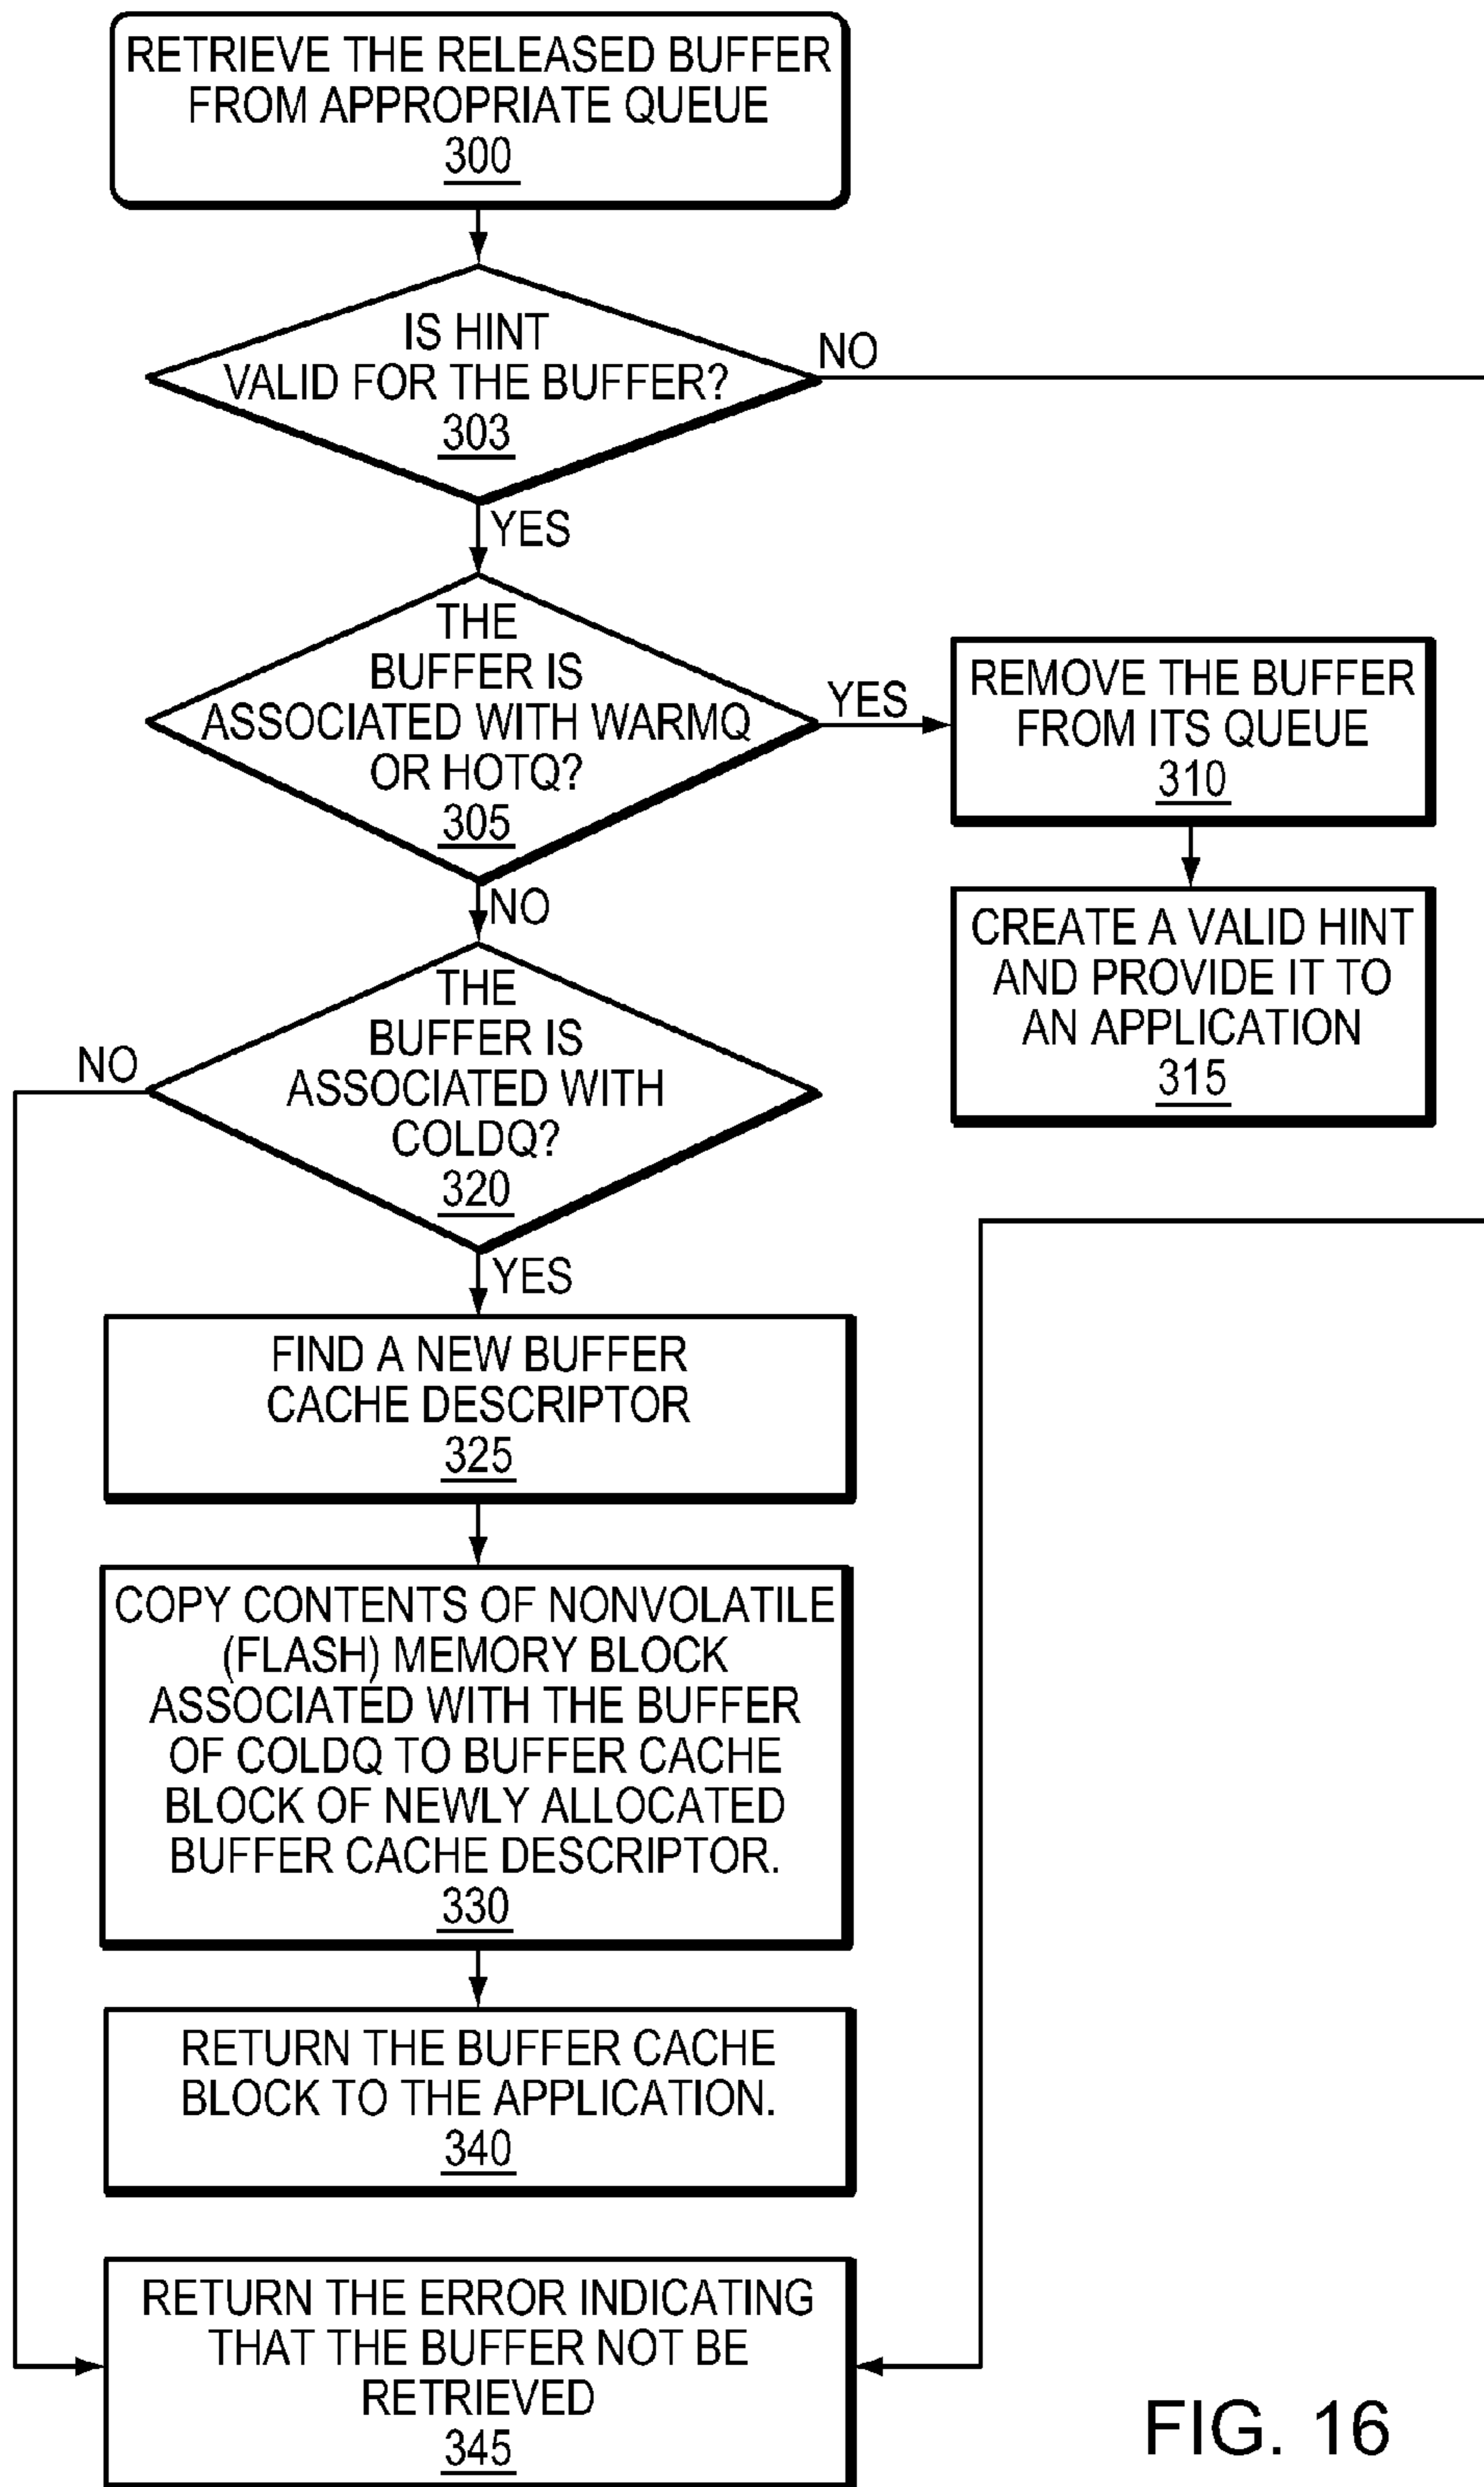 RETRIEVE THE RELEASED BUFFER
FROM APPROPRIATE QUEUE
300
IS HINT
VALID FOR THE BUFFER?
303
NO
YES
THE
BUFFER IS
ASSOCIATED WITH WARMQ
OR HOTQ?
305
YES
REMOVE THE BUFFER
FROM ITS QUEUE
310
NO
CREATE A VALID HINT
AND PROVIDE IT TO
AN APPLICATION
315
THE
BUFFER IS
ASSOCIATED WITH
COLDQ?
320
NO
YES
FIND A NEW BUFFER
CACHE DESCRIPTOR
325
COPY CONTENTS OF NONVOLATILE
(FLASH) MEMORY BLOCK
ASSOCIATED WITH THE BUFFER
OF COLDQ TO BUFFER CACHE
BLOCK OF NEWLY ALLOCATED
BUFFER CACHE DESCRIPTOR.
330
RETURN THE BUFFER CACHE
BLOCK TO THE APPLICATION.
340
RETURN THE ERROR INDICATING
THAT THE BUFFER NOT BE
RETRIEVED
345
FIG. 16